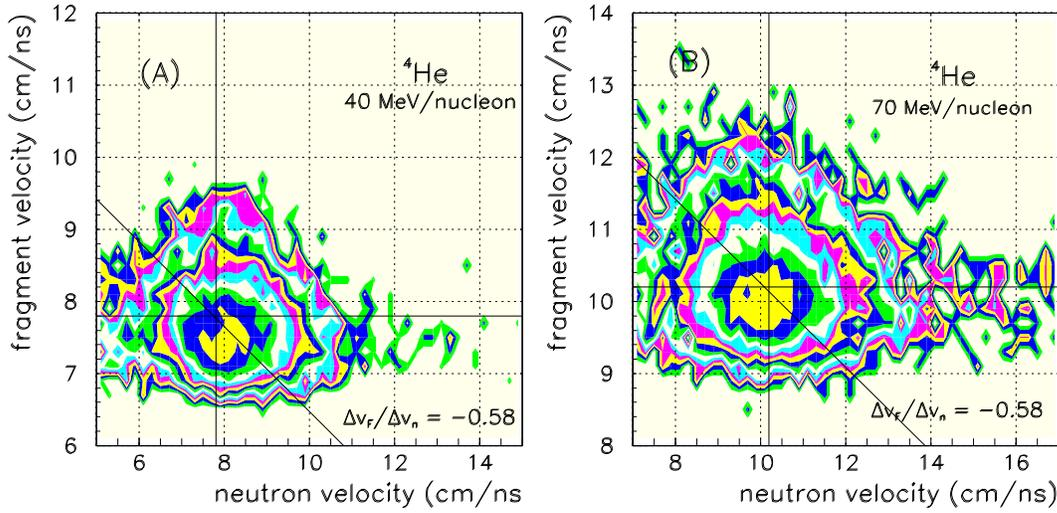 fragment velocity (cm/ns)
12
11
10
9
8
7
6
(A)
⁴He
40 MeV/nucleon
Δv_F/Δv_n = −0.58
6 8 10 12 14
neutron velocity (cm/ns
fragment velocity (cm/ns)
14
13
12
11
10
9
8
(B)
⁴He
70 MeV/nucleon
Δv_F/Δv_n = −0.58
8 10 12 14 16
neutron velocity (cm/ns)